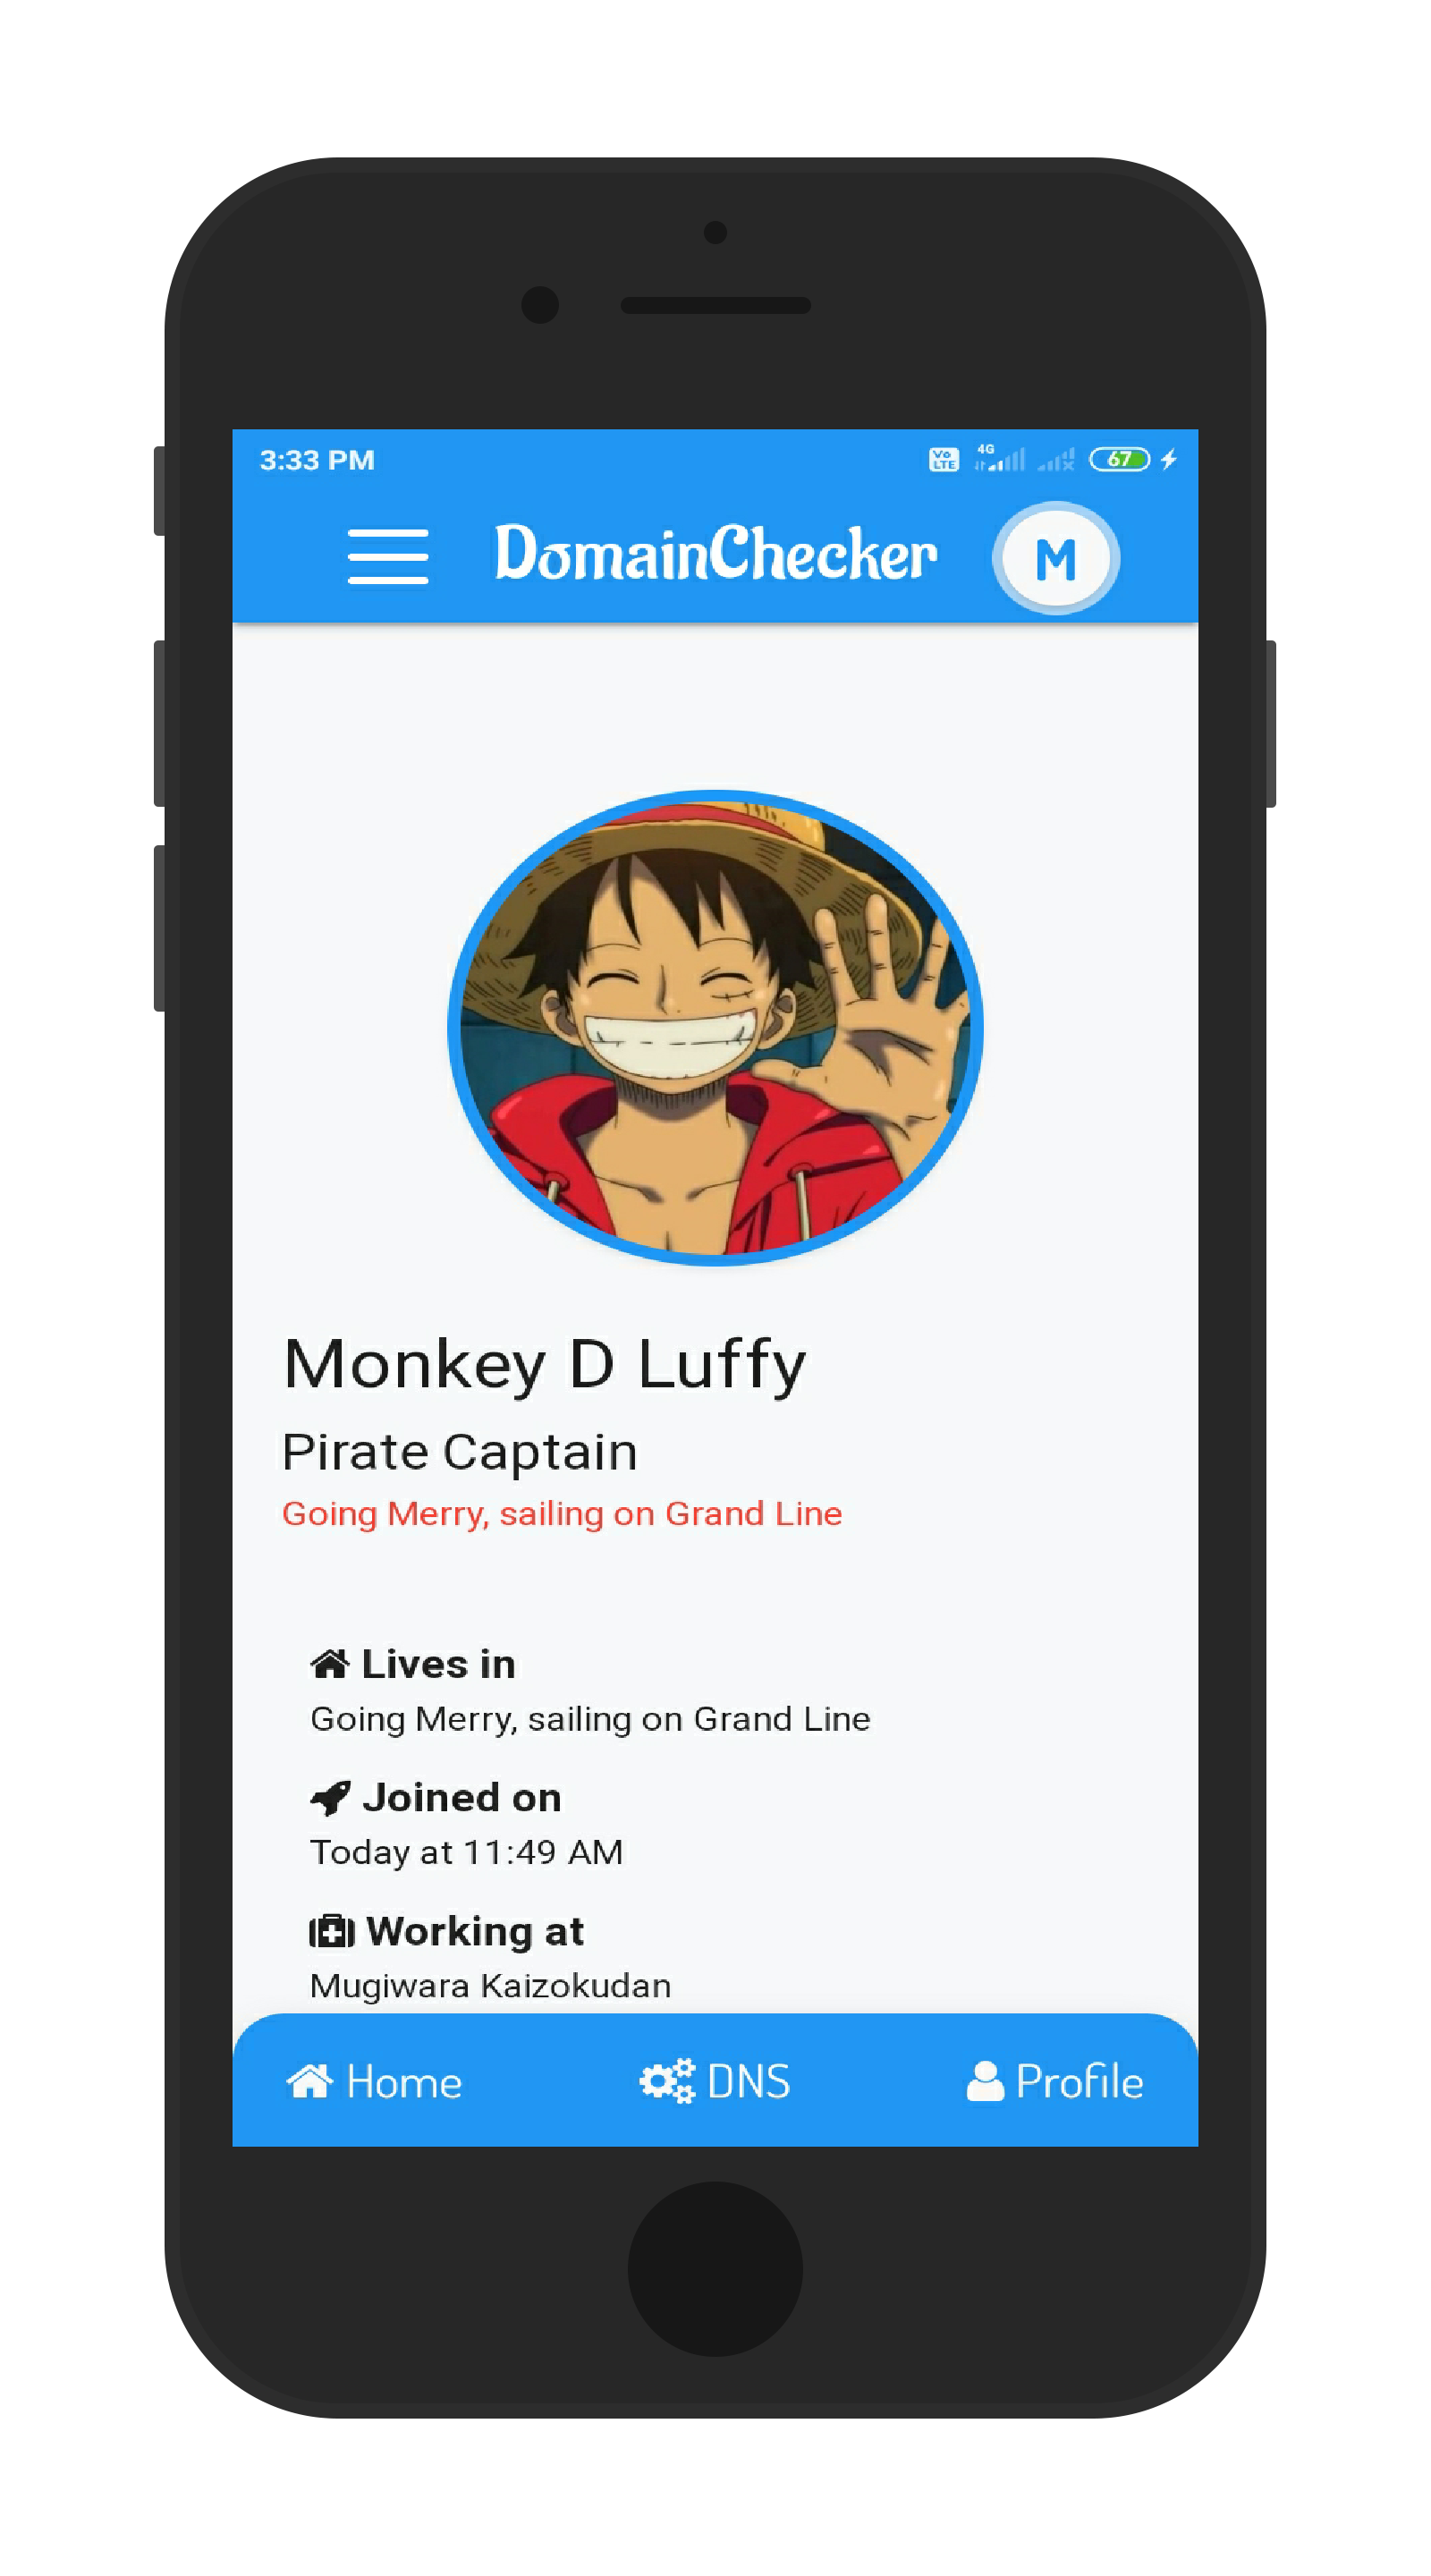 3:33 PM
Vo LTE
4G
67
DomainChecker
M
Monkey D Luffy
Pirate Captain
Going Merry, sailing on Grand Line
Lives in
Going Merry, sailing on Grand Line
Joined on
Today at 11:49 AM
Working at
Mugiwara Kaizokudan
Home
DNS
Profile